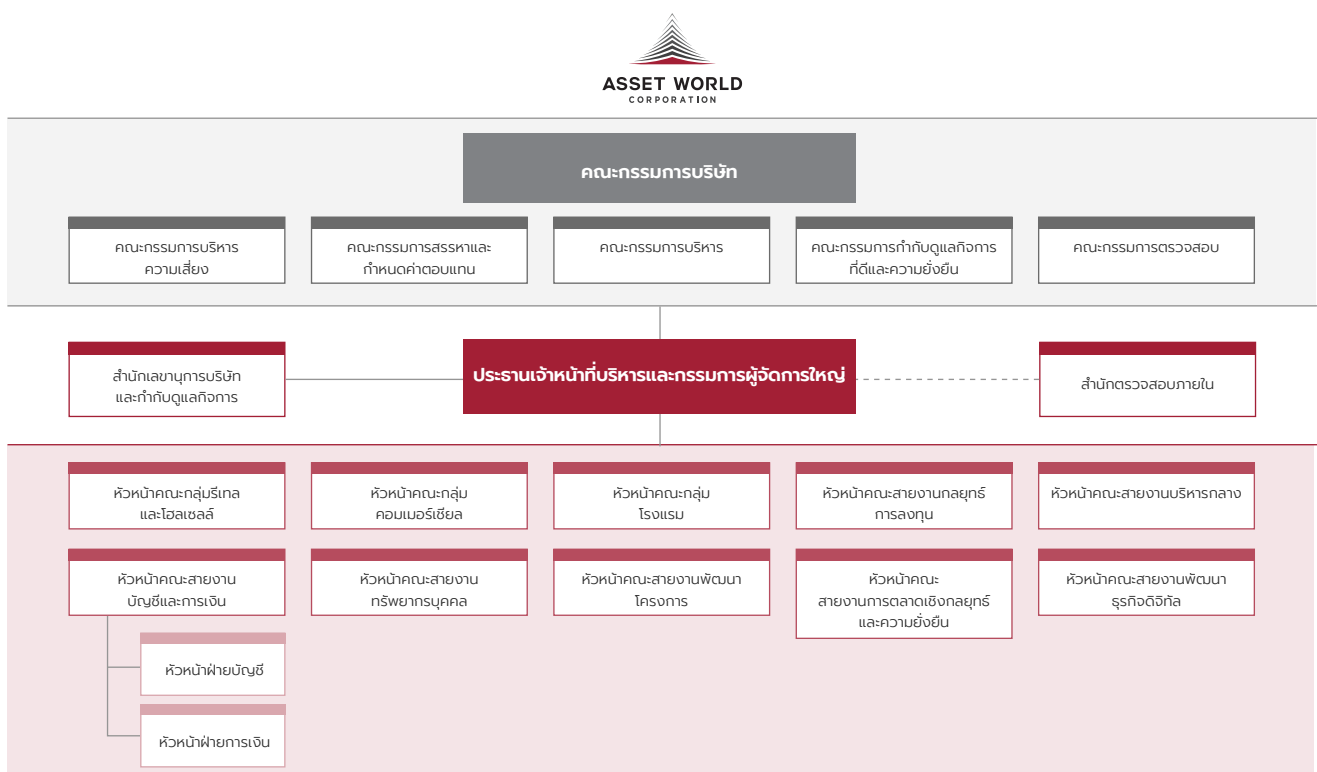 ASSET WORLD
CORPORATION
คณะกรรมการบริษัท
คณะกรรมการบริหาร
ความเสี่ยง
คณะกรรมการสรรหาและ
กำหนดค่าตอบแทน
คณะกรรมการบริหาร
คณะกรรมการกำกับดูแลกิจการ
ที่ดีและความยั่งยืน
คณะกรรมการตรวจสอบ
สำนักเลขานุการบริษัท
และกำกับดูแลกิจการ
ประธานเจ้าหน้าที่บริหารและกรรมการผู้จัดการใหญ่
สำนักตรวจสอบภายใน
หัวหน้าคณะกลุ่มรีเทล
และโฮลเซลล์
หัวหน้าคณะกลุ่ม
คอมเมอร์เชียล
หัวหน้าคณะกลุ่ม
โรงแรม
หัวหน้าคณะสายงานกลยุทธ์
การลงทุน
หัวหน้าคณะสายงานบริหารกลาง
หัวหน้าคณะสายงาน
บัญชีและการเงิน
หัวหน้าคณะสายงาน
ทรัพยากรบุคคล
หัวหน้าคณะสายงานพัฒนา
โครงการ
หัวหน้าคณะ
สายงานการตลาดเชิงกลยุทธ์
และความยั่งยืน
หัวหน้าคณะสายงานพัฒนา
ธุรกิจดิจิทัล
หัวหน้าฝ่ายบัญชี
หัวหน้าฝ่ายการเงิน